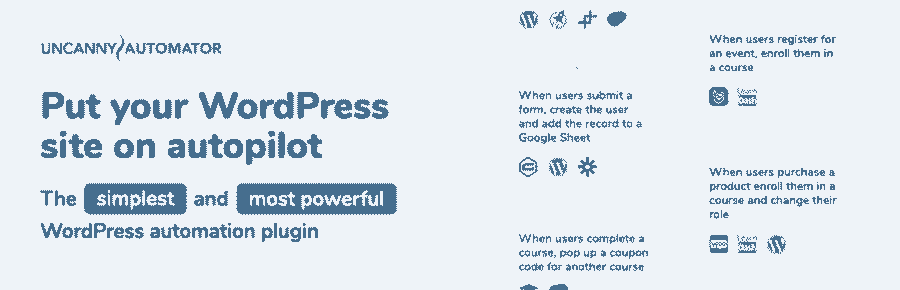 UNCANNY AUTOMATOR
Put your WordPress
site on autopilot
The simplest and most powerful
WordPress automation plugin
When users submit a
form, create the user
and add the record to a
Google Sheet
When users complete a
course, pop up a coupon
code for another course
When users register for
an event, enroll them in
a course
When users purchase a
product enroll them in a
course and change their
role